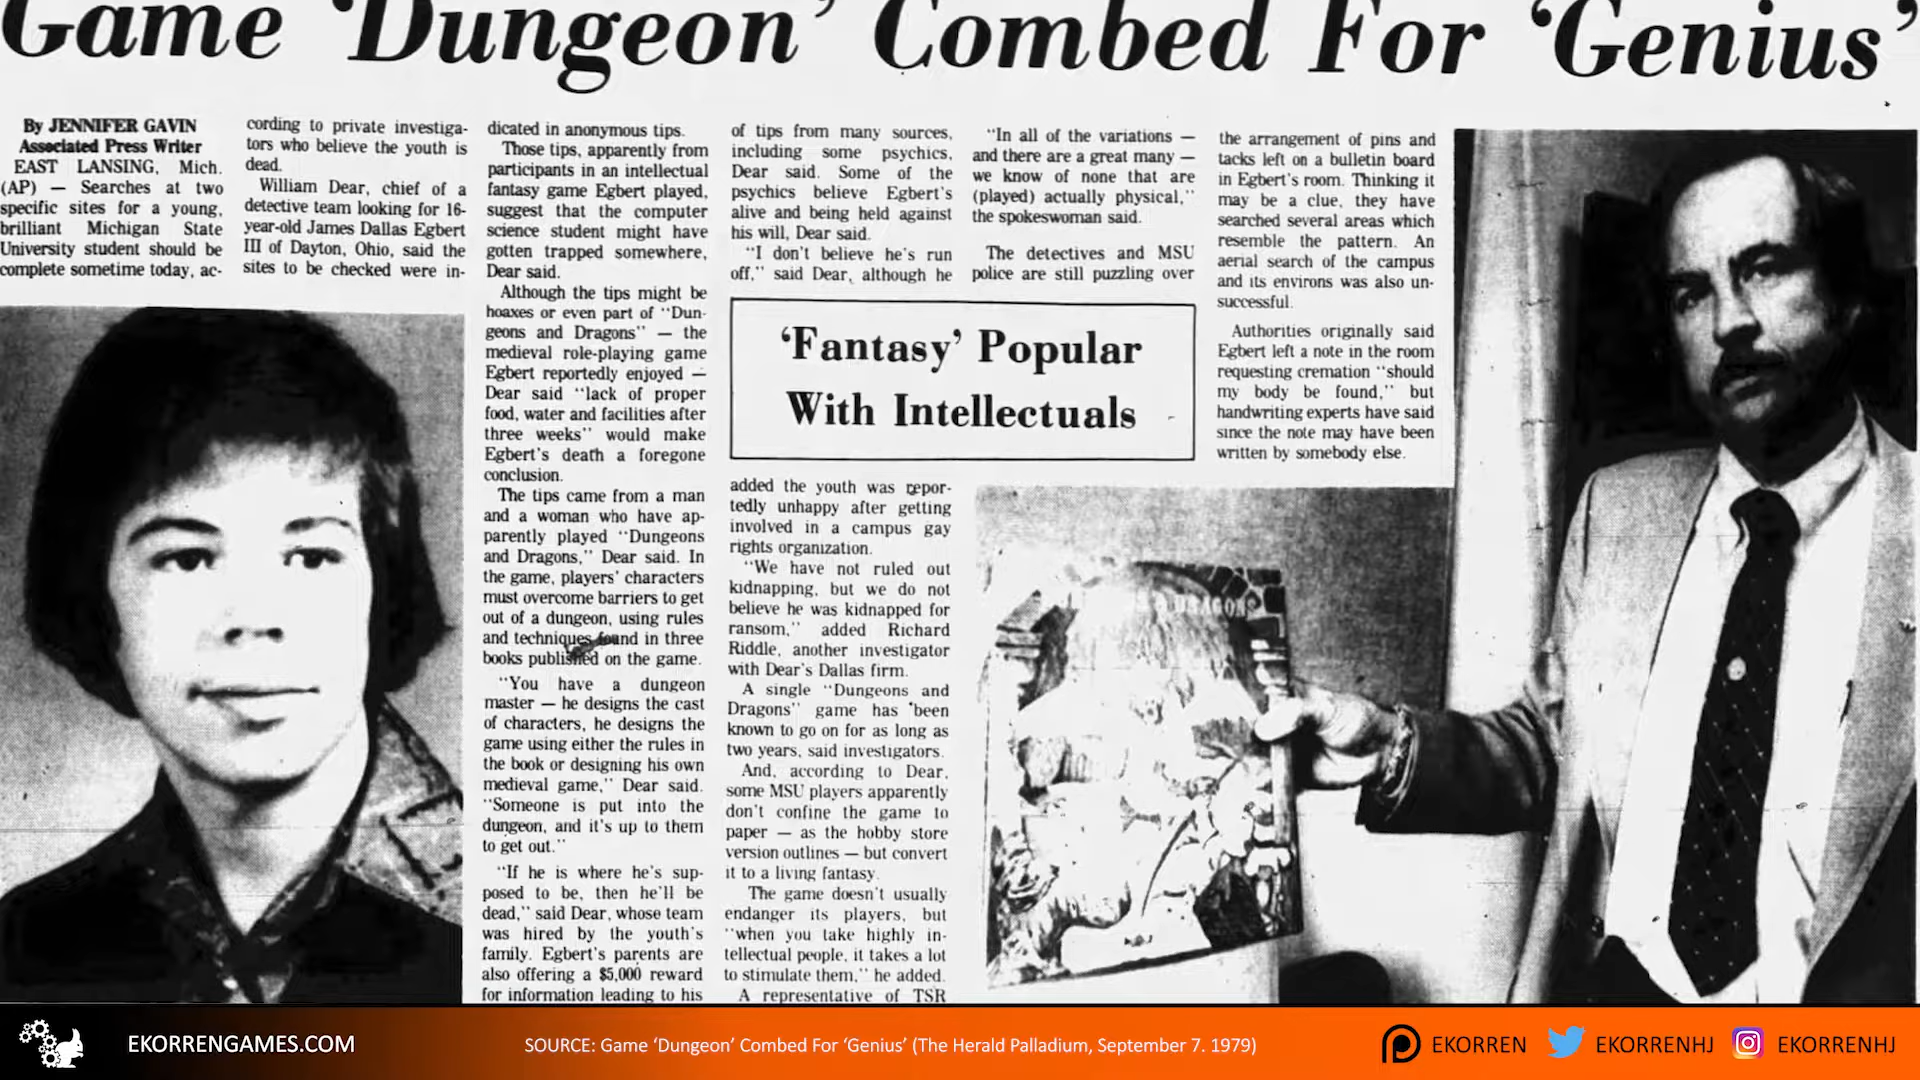 Game ‘Dungeon’ Combed For ‘Genius’
By JENNIFER GAVIN
Associated Press Writer
EAST LANSING, Mich.
(AP) — Searches at two
specific sites for a young,
brilliant Michigan State
University student should be
complete sometime today, ac-
cording to private investiga-
tors who believe the youth is
dead.
William Dear, chief of a
detective team looking for 16-
year-old James Dallas Egbert
III of Dayton, Ohio, said the
sites to be checked were in-
dicated in anonymous tips.
Those tips, apparently from
participants in an intellectual
fantasy game Egbert played,
suggest that the computer
science student might have
gotten trapped somewhere,
Dear said.
Although the tips might be
hoaxes or even part of “Dun-
geons and Dragons” — the
medieval role-playing game
Egbert reportedly enjoyed —
Dear said “lack of proper
food, water and facilities after
three weeks” would make
Egbert's death a foregone
conclusion.
The tips came from a man
and a woman who have ap-
parently played “Dungeons
and Dragons,” Dear said. In
the game, players’ characters
must overcome barriers to get
out of a dungeon, using rules
and techniques found in three
books published on the game.
“You have a dungeon
master — he designs the cast
of characters, he designs the
game using either the rules in
the book or designing his own
medieval game,” Dear said.
“Someone is put into the
dungeon, and it's up to them
to get out.”
“If he is where he's sup-
posed to be, then he'll be
dead,” said Dear, whose team
was hired by the youth's
family. Egbert's parents are
also offering a $5,000 reward
for information leading to his
of tips from many sources,
including some psychics,
Dear said. Some of the
psychics believe Egbert's
alive and being held against
his will, Dear said.
“I don't believe he's run
off,” said Dear, although he
‘Fantasy’ Popular
With Intellectuals
added the youth was repor-
tedly unhappy after getting
involved in a campus gay
rights organization.
“We have not ruled out
kidnapping, but we do not
believe he was kidnapped for
ransom,” added Richard
Riddle, another investigator
with Dear's Dallas firm.
A single “Dungeons and
Dragons” game has been
known to go on for as long as
two years, said investigators.
And, according to Dear,
some MSU players apparently
don't confine the game to
paper — as the hobby store
version outlines — but convert
it to a living fantasy.
The game doesn't usually
endanger its players, but
“when you take highly in-
tellectual people, it takes a lot
to stimulate them,” he added.
A representative of TSR
“In all of the variations —
and there are a great many —
we know of none that are
(played) actually physical,”
the spokeswoman said.
The detectives and MSU
police are still puzzling over
the arrangement of pins and
tacks left on a bulletin board
in Egbert's room. Thinking it
may be a clue, they have
searched several areas which
resemble the pattern. An
aerial search of the campus
and its environs was also un-
successful.
Authorities originally said
Egbert left a note in the room
requesting cremation “should
my body be found,” but
handwriting experts have said
since the note may have been
written by somebody else.
& DRAGONS
EKORRENGAMES.COM
SOURCE: Game ‘Dungeon’ Combed For ‘Genius’ (The Herald Palladium, September 7. 1979)
EKORREN
EKORRENHJ
EKORRENHJ